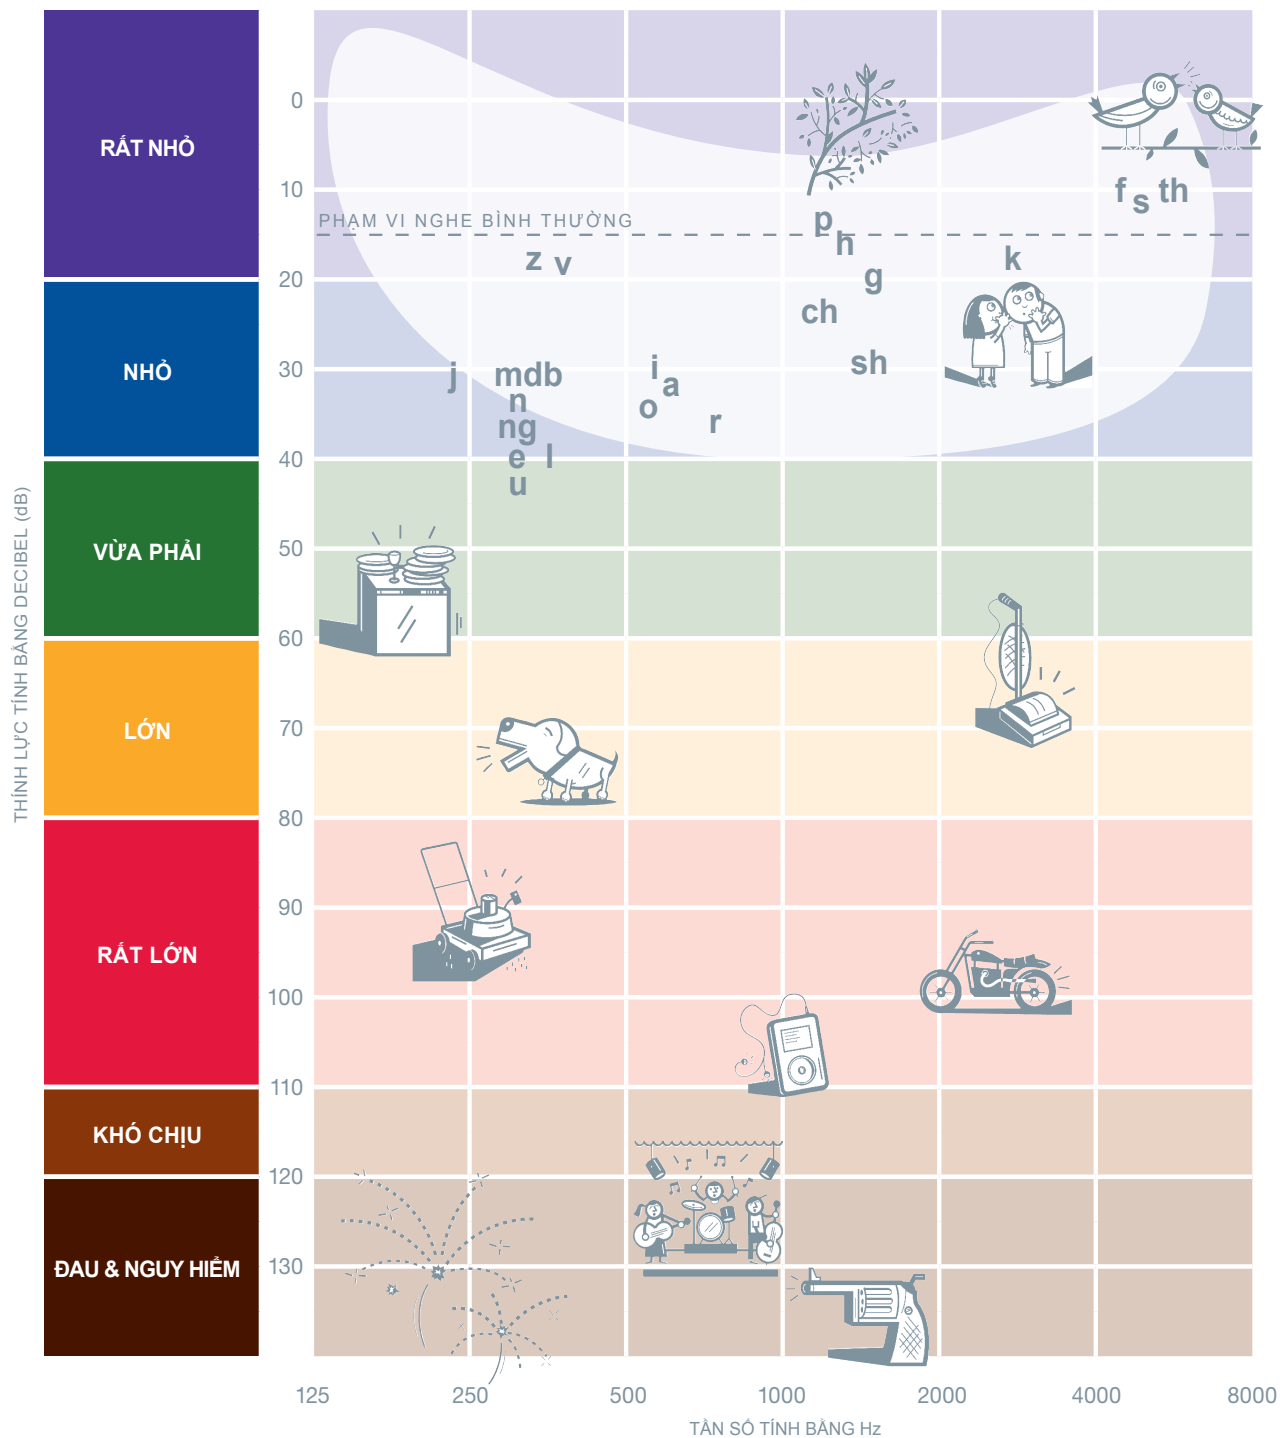 0
RẤT NHỎ
10
f s th
p
PHẠM VI NGHE BÌNH THƯỜNG
h
z v
k
g
20
ch
NHỎ
30
j
mdb
i
a
sh
n
o
r
ng
40
e l
u
VỪA PHẢI
50
60
THÍNH LỰC TÍNH BẰNG DECIBEL (dB)
LỚN
70
80
90
RẤT LỚN
100
110
KHÓ CHỊU
120
ĐAU & NGUY HIỂM
130
125 250 500 1000 2000 4000 8000
TẦN SỐ TÍNH BẰNG Hz